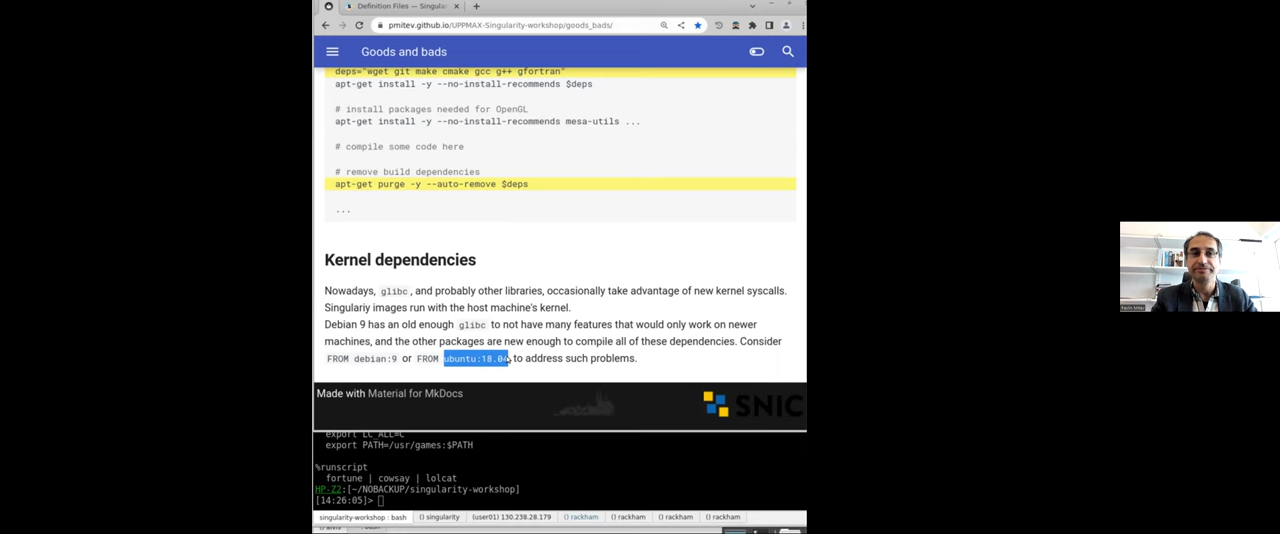 Definition Files — Singular
pmitev.github.io/UPPMAX-Singularity-workshop/goods_bads/
Goods and bads
deps="wget git make cmake gcc g++ gfortran"
apt-get install -y --no-install-recommends $deps
# install packages needed for OpenGL
apt-get install -y --no-install-recommends mesa-utils ...
# compile some code here
# remove build dependencies
apt-get purge -y --auto-remove $deps
...
Kernel dependencies
Nowadays, glibc, and probably other libraries, occasionally take advantage of new kernel syscalls.
Singulariy images run with the host machine's kernel.
Debian 9 has an old enough glibc to not have many features that would only work on newer
machines, and the other packages are new enough to compile all of these dependencies. Consider
FROM debian:9 or FROM ubuntu:18.04 to address such problems.
Made with Material for MkDocs
SNIC
export LC_ALL=C
export PATH=/usr/games:$PATH
%runscript
fortune | cowsay | lolcat
HP-Z2:[~/NOBACKUP/singularity-workshop]
[14:26:05]>
singularity-workshop : bash () singularity (user01) 130.238.28.179 () rackham () rackham () rackham () rackham